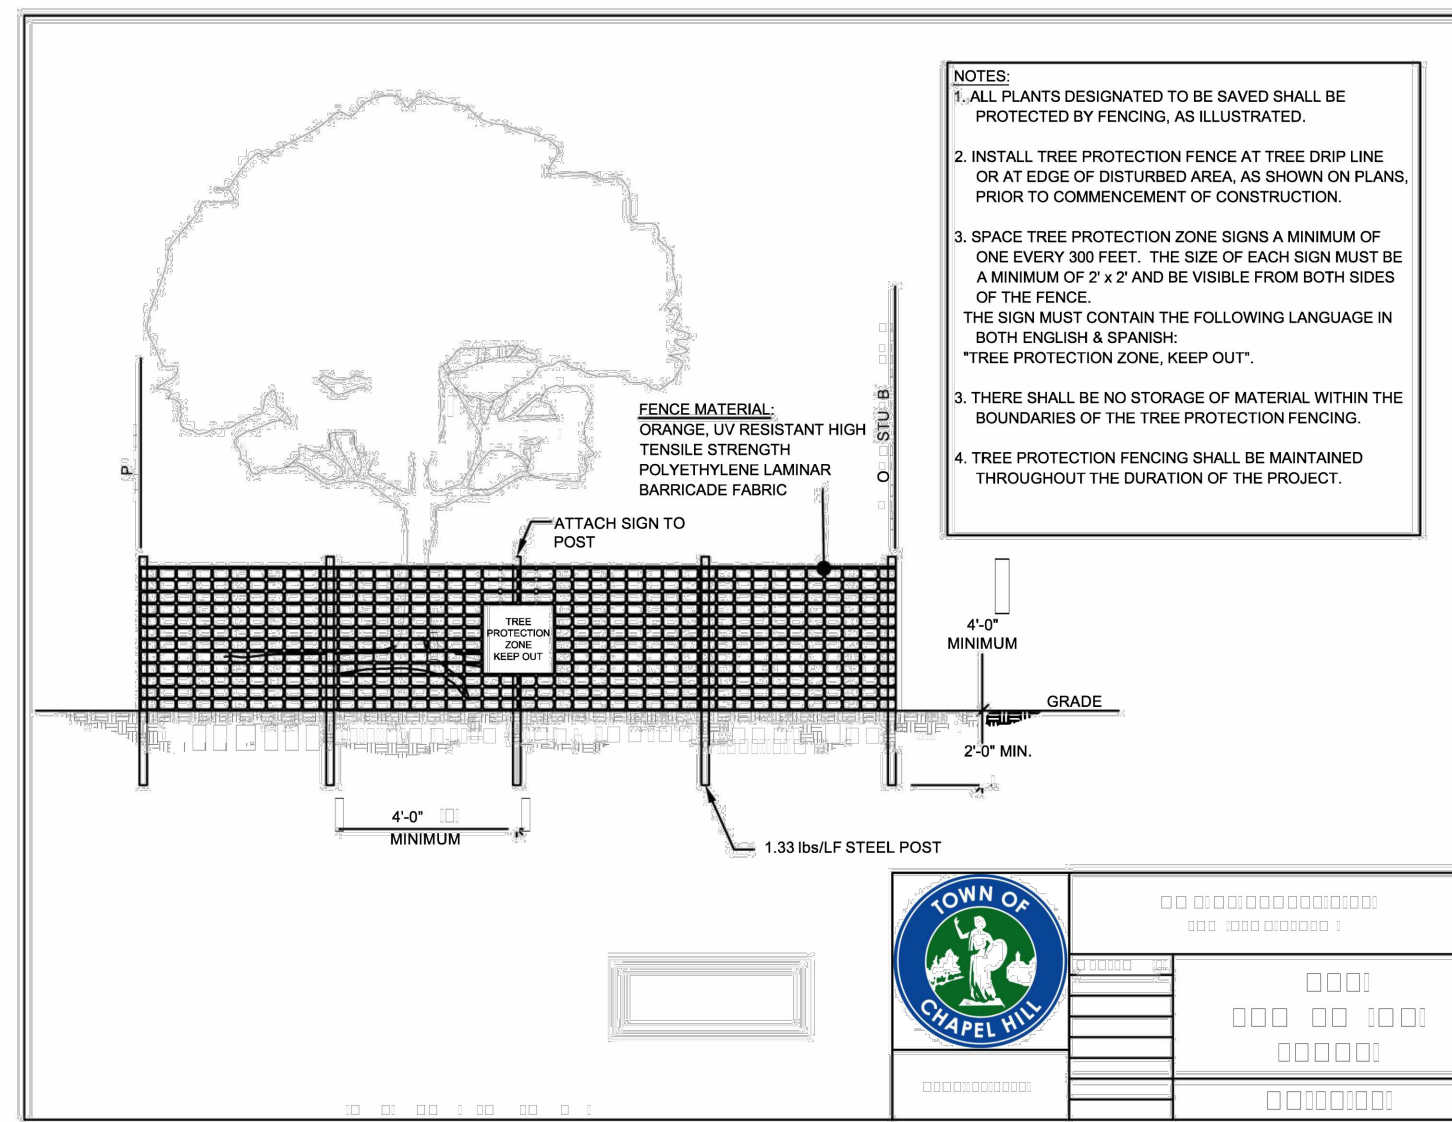 NOTES:
1. ALL PLANTS DESIGNATED TO BE SAVED SHALL BE
PROTECTED BY FENCING, AS ILLUSTRATED.
2. INSTALL TREE PROTECTION FENCE AT TREE DRIP LINE
OR AT EDGE OF DISTURBED AREA, AS SHOWN ON PLANS,
PRIOR TO COMMENCEMENT OF CONSTRUCTION.
3. SPACE TREE PROTECTION ZONE SIGNS A MINIMUM OF
ONE EVERY 300 FEET. THE SIZE OF EACH SIGN MUST BE
A MINIMUM OF 2' x 2' AND BE VISIBLE FROM BOTH SIDES
OF THE FENCE.
THE SIGN MUST CONTAIN THE FOLLOWING LANGUAGE IN
BOTH ENGLISH & SPANISH:
"TREE PROTECTION ZONE, KEEP OUT".
3. THERE SHALL BE NO STORAGE OF MATERIAL WITHIN THE
BOUNDARIES OF THE TREE PROTECTION FENCING.
4. TREE PROTECTION FENCING SHALL BE MAINTAINED
THROUGHOUT THE DURATION OF THE PROJECT.
FENCE MATERIAL:
ORANGE, UV RESISTANT HIGH
TENSILE STRENGTH
POLYETHYLENE LAMINAR
BARRICADE FABRIC
P
O STU B
ATTACH SIGN TO
POST
TREE
PROTECTION
ZONE
KEEP OUT
4'-0"
MINIMUM
GRADE
2'-0" MIN.
4'-0"
MINIMUM
1.33 lbs/LF STEEL POST
TOWN OF
CHAPEL HILL